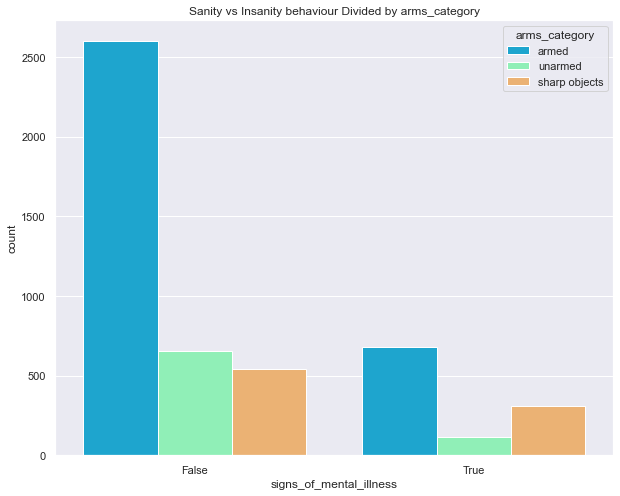 Sanity vs Insanity behaviour Divided by arms_category
arms_category
armed
unarmed
sharp objects
2500
2000
1500
1000
500
0
count
False
True
signs_of_mental_illness